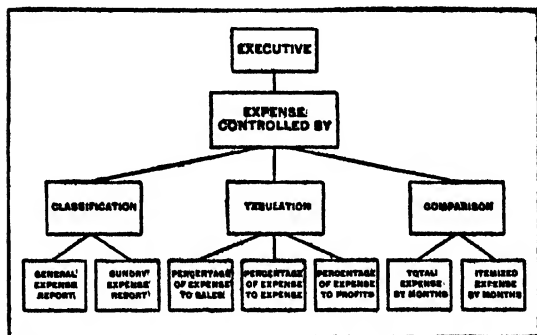 EXECUTIVE
EXPENSE
CONTROLLED BY
CLASSIFICATION
TABULATION
COMPARISON
GENERAL
EXPENSE
REPORT
SUNDRY
EXPENSE
REPORT
PERCENTAGE
OF EXPENSE
TO SALES
PERCENTAGE
OF EXPENSE
TO EXPENSE
PERCENTAGE
OF EXPENSE
TO PROFITS
TOTAL
EXPENSE
BY MONTHS
ITEMIZED
EXPENSE
BY MONTHS